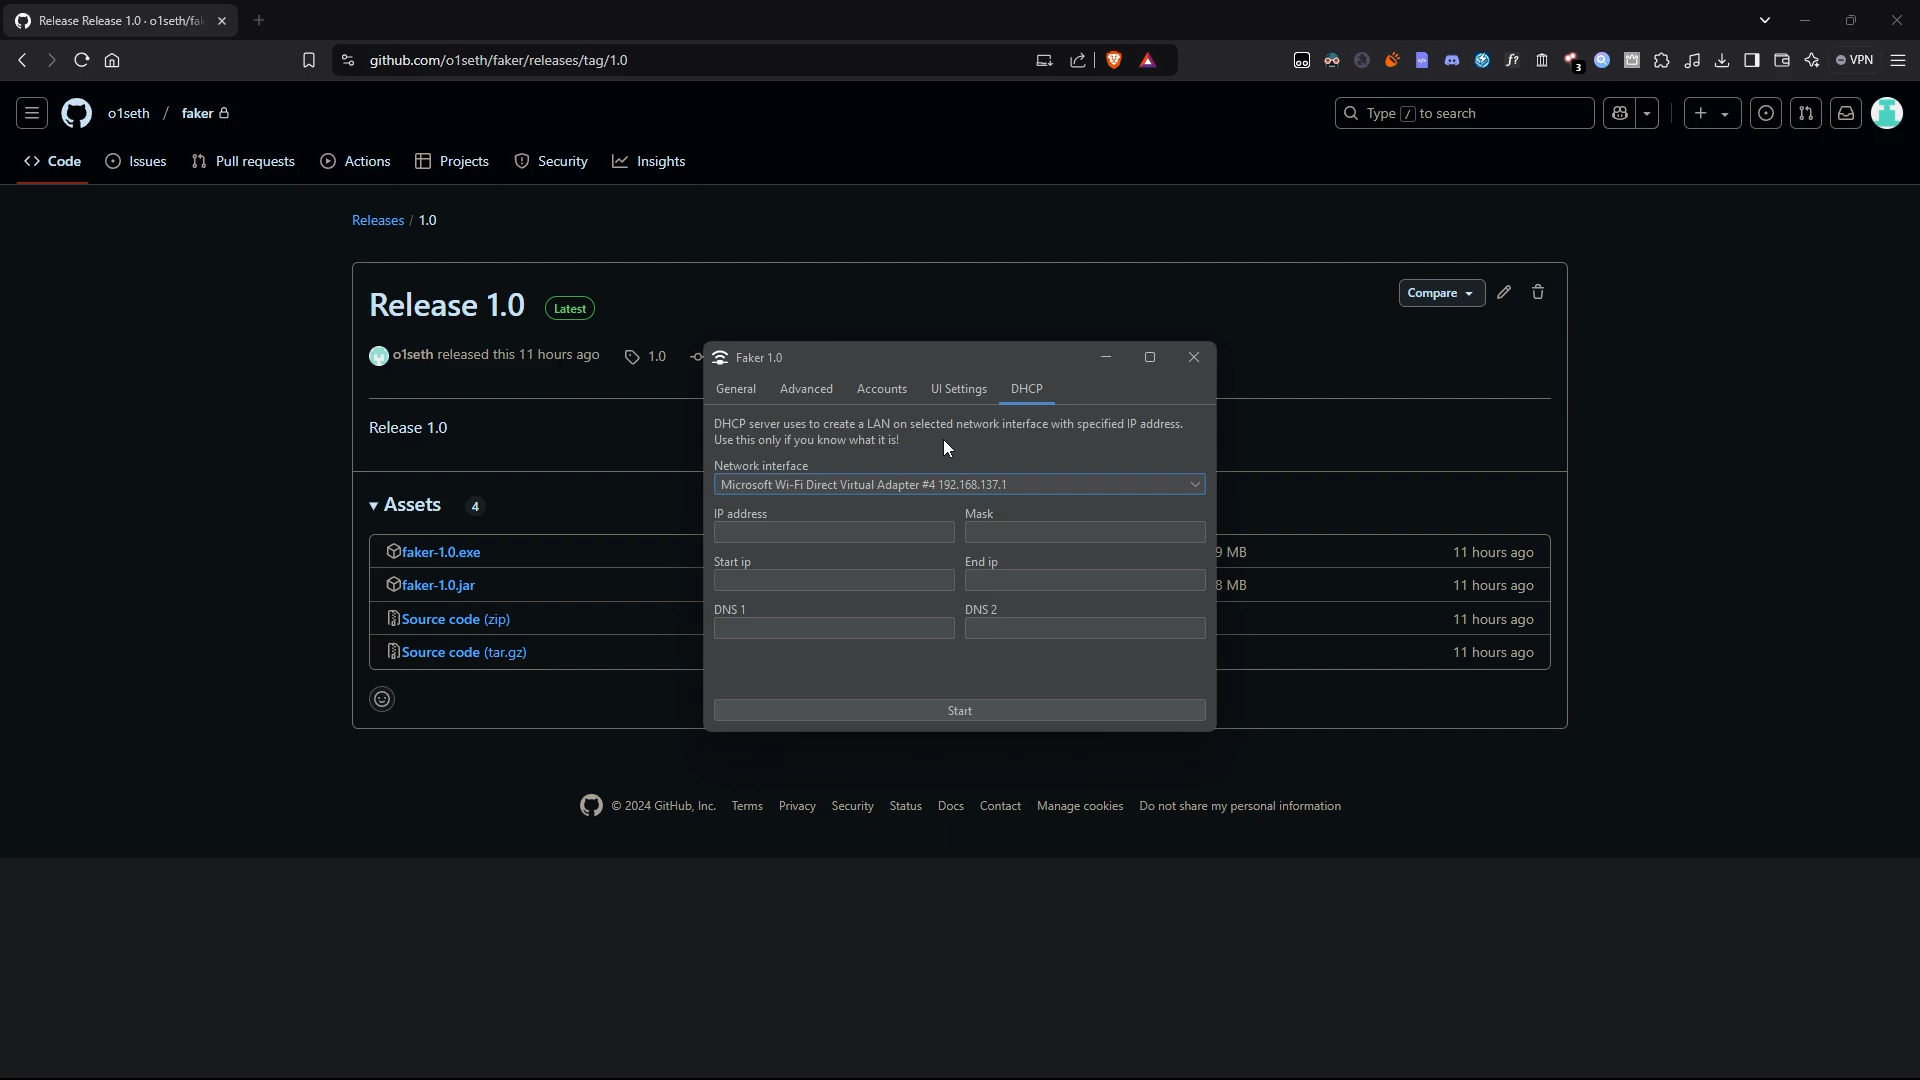 Release Release 1.0 · o1seth/fa
github.com/o1seth/faker/releases/tag/1.0
3
VPN
o1seth / faker
Type / to search
Code
Issues
Pull requests
Actions
Projects
Security
Insights
Releases / 1.0
Release 1.0
Latest
Compare
o1seth released this 11 hours ago
1.0
Release 1.0
Assets 4
faker-1.0.exe
9 MB
11 hours ago
faker-1.0.jar
8 MB
11 hours ago
Source code (zip)
11 hours ago
Source code (tar.gz)
11 hours ago
Faker 1.0
General
Advanced
Accounts
UI Settings
DHCP
DHCP server uses to create a LAN on selected network interface with specified IP address.
Use this only if you know what it is!
Network interface
Microsoft Wi-Fi Direct Virtual Adapter #4 192.168.137.1
IP address
Mask
Start ip
End ip
DNS 1
DNS 2
Start
© 2024 GitHub, Inc.
Terms
Privacy
Security
Status
Docs
Contact
Manage cookies
Do not share my personal information